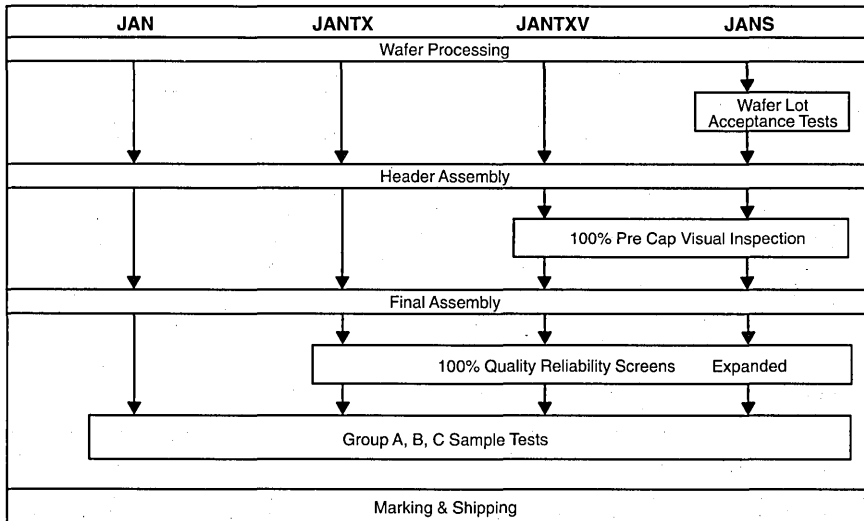 JAN JANTX JANTXV JANS
Wafer Processing
Wafer Lot
Acceptance Tests
Header Assembly
100% Pre Cap Visual Inspection
Final Assembly
100% Quality Reliability Screens Expanded
Group A, B, C Sample Tests
Marking & Shipping